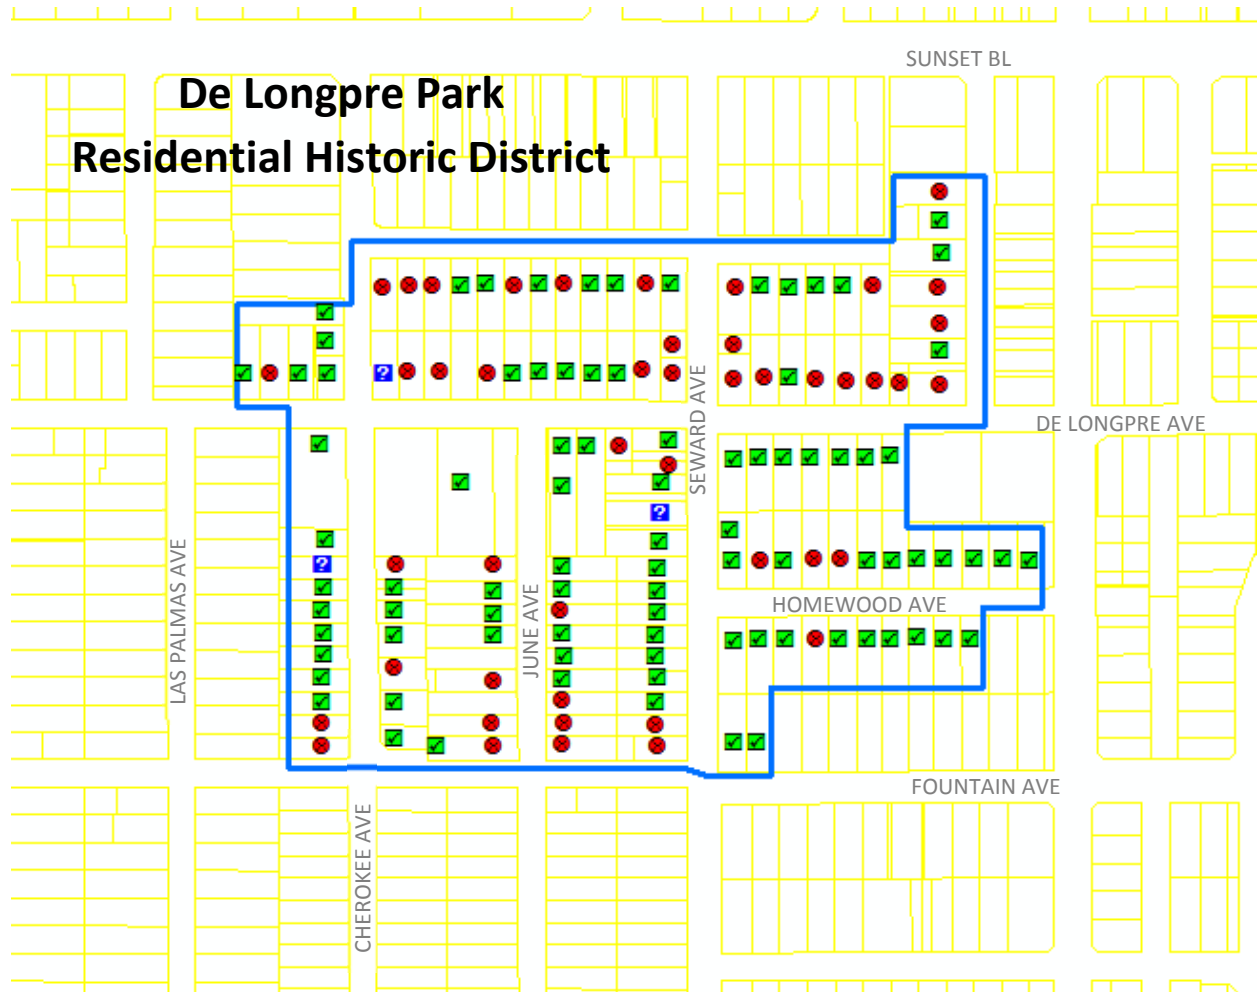 SUNSET BL
De Longpre Park
Residential Historic District
SEWARD AVE
DE LONGPRE AVE
LAS PALMAS AVE
JUNE AVE
HOMEWOOD AVE
FOUNTAIN AVE
CHEROKEE AVE